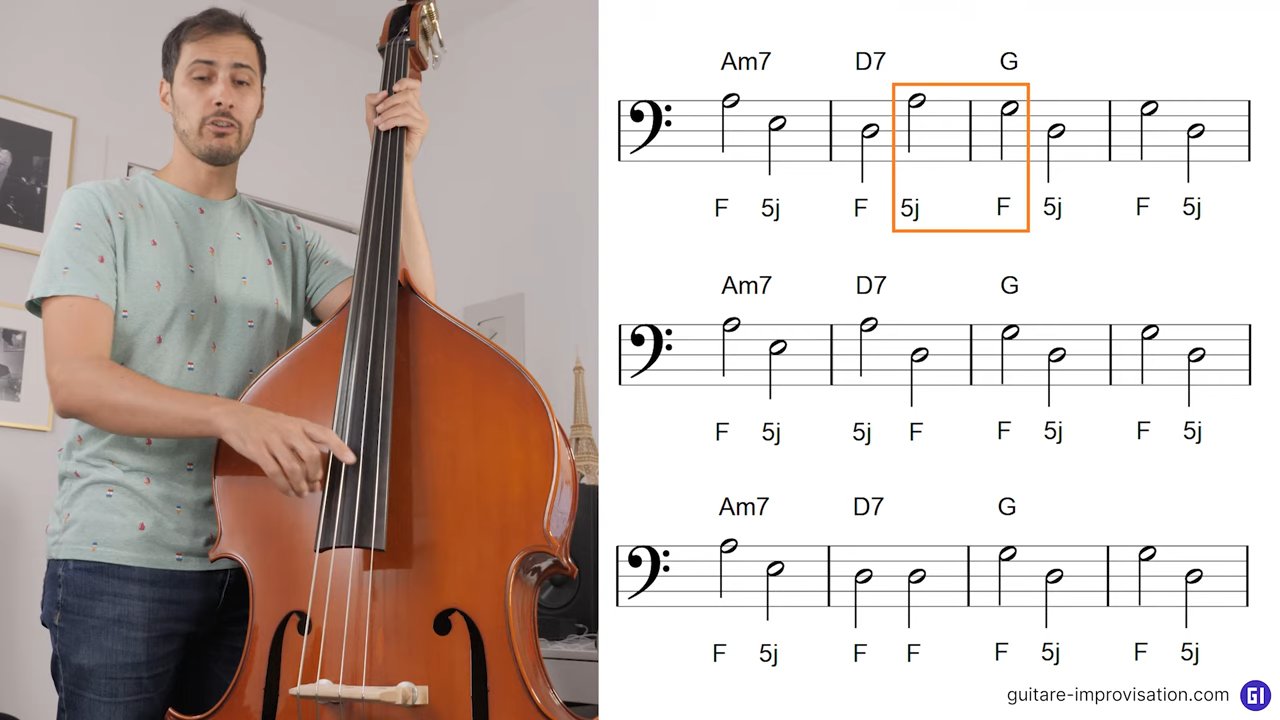 Am7 D7 G
F 5j F 5j F 5j F 5j
Am7 D7 G
F 5j 5j F F 5j F 5j
Am7 D7 G
F 5j F F F 5j F 5j
guitare-improvisation.com GI